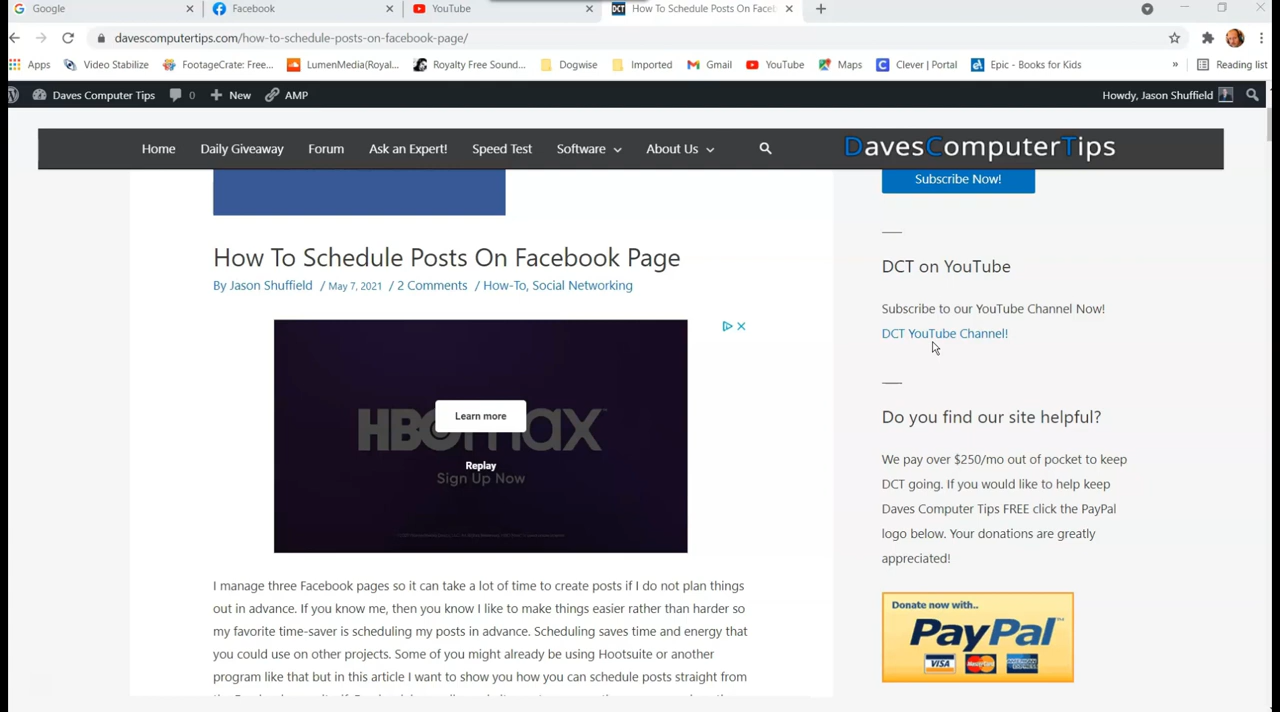 Google
Facebook
YouTube
DCT How To Schedule Posts On Faceb
davescomputertips.com/how-to-schedule-posts-on-facebook-page/
Apps Video Stabilize FootageCrate: Free... LumenMedia(Royal... Royalty Free Sound... Dogwise Imported Gmail YouTube Maps Clever | Portal Epic - Books for Kids » Reading list
Daves Computer Tips 0 New AMP Howdy, Jason Shuffield
Home Daily Giveaway Forum Ask an Expert! Speed Test Software About Us DavesComputerTips
Subscribe Now!
How To Schedule Posts On Facebook Page
By Jason Shuffield / May 7, 2021 / 2 Comments / How-To, Social Networking
HBOmax
Learn more
Replay
Sign Up Now
I manage three Facebook pages so it can take a lot of time to create posts if I do not plan things
out in advance. If you know me, then you know I like to make things easier rather than harder so
my favorite time-saver is scheduling my posts in advance. Scheduling saves time and energy that
you could use on other projects. Some of you might already be using Hootsuite or another
program like that but in this article I want to show you how you can schedule posts straight from
DCT on YouTube
Subscribe to our YouTube Channel Now!
DCT YouTube Channel!
Do you find our site helpful?
We pay over $250/mo out of pocket to keep
DCT going. If you would like to help keep
Daves Computer Tips FREE click the PayPal
logo below. Your donations are greatly
appreciated!
Donate now with..
PayPal
VISA MasterCard AMERICAN EXPRESS